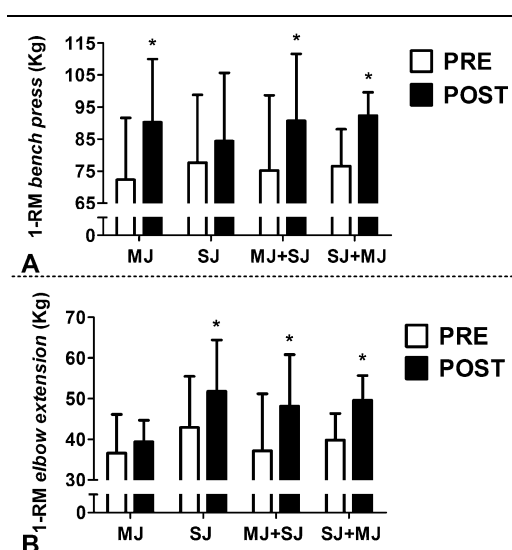 1-RM bench press (Kg)
115
105
95
85
75
65
0
*
*
*
PRE
POST
MJ SJ MJ+SJ SJ+MJ
A
1-RM elbow extension (Kg)
70
60
50
40
30
0
*
*
*
PRE
POST
MJ SJ MJ+SJ SJ+MJ
B